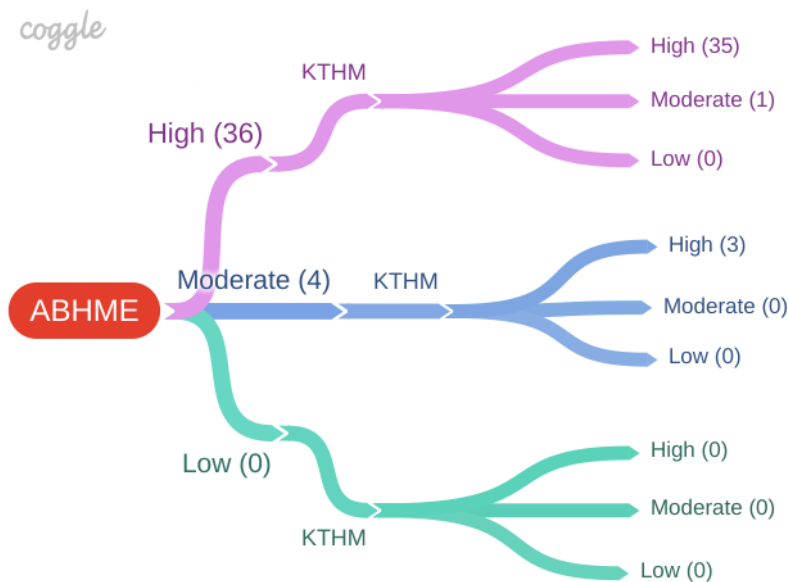 coggle
ABHME
High (36)
KTHM
High (35)
Moderate (1)
Low (0)
Moderate (4)
KTHM
High (3)
Moderate (0)
Low (0)
Low (0)
KTHM
High (0)
Moderate (0)
Low (0)